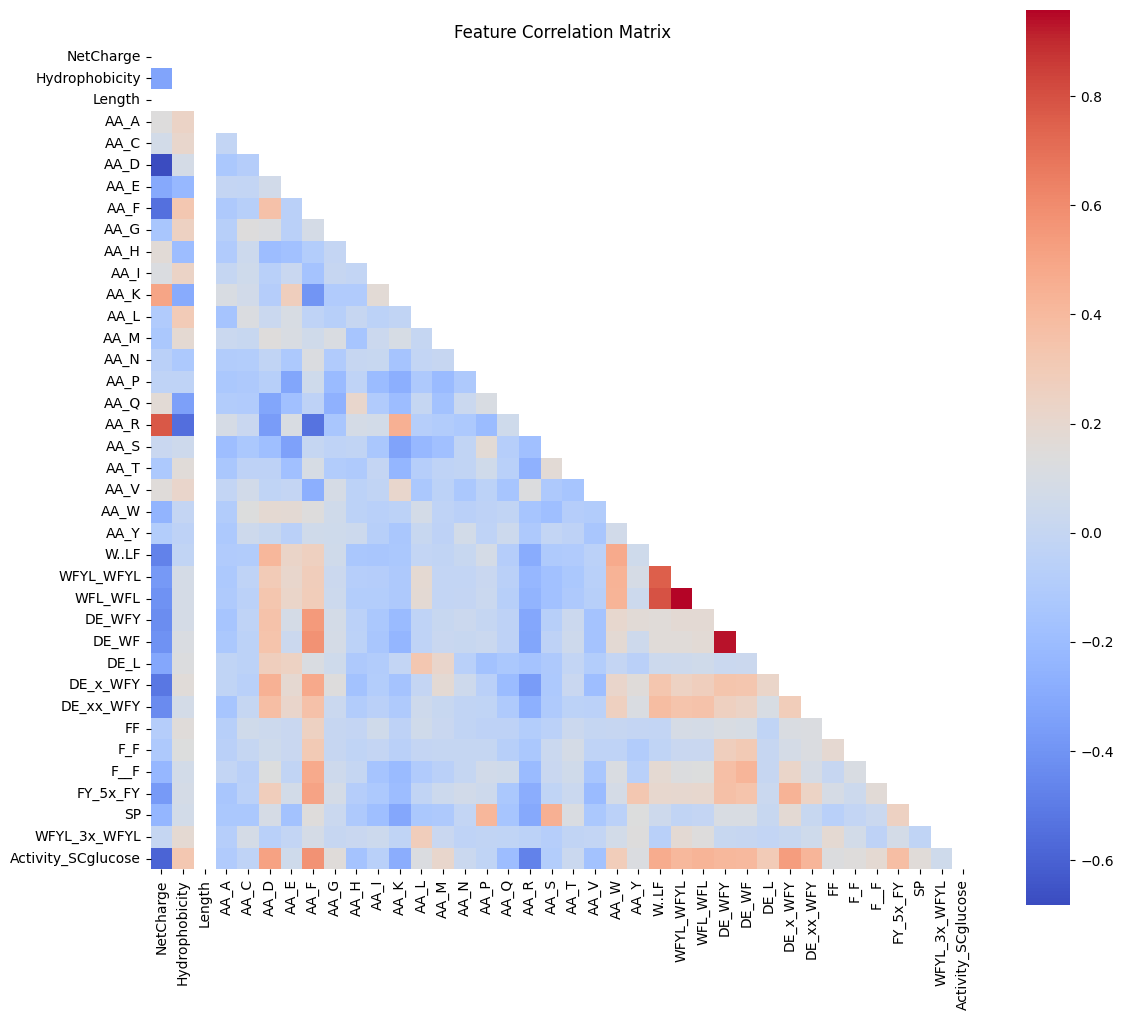 Feature Correlation Matrix
NetCharge
Hydrophobicity
Length
AA_A
AA_C
AA_D
AA_E
AA_F
AA_G
AA_H
AA_I
AA_K
AA_L
AA_M
AA_N
AA_P
AA_Q
AA_R
AA_S
AA_T
AA_V
AA_W
AA_Y
W..LF
WFYL_WFYL
WFL_WFL
DE_WFY
DE_WF
DE_L
DE_x_WFY
DE_xx_WFY
FF
F_F
F__F
FY_5x_FY
SP
WFYL_3x_WFYL
Activity_SCglucose
NetCharge
Hydrophobicity
Length
AA_A
AA_C
AA_D
AA_E
AA_F
AA_G
AA_H
AA_I
AA_K
AA_L
AA_M
AA_N
AA_P
AA_Q
AA_R
AA_S
AA_T
AA_V
AA_W
AA_Y
W..LF
WFYL_WFYL
WFL_WFL
DE_WFY
DE_WF
DE_L
DE_x_WFY
DE_xx_WFY
FF
F_F
F__F
FY_5x_FY
SP
WFYL_3x_WFYL
Activity_SCglucose
0.8
0.6
0.4
0.2
0.0
−0.2
−0.4
−0.6